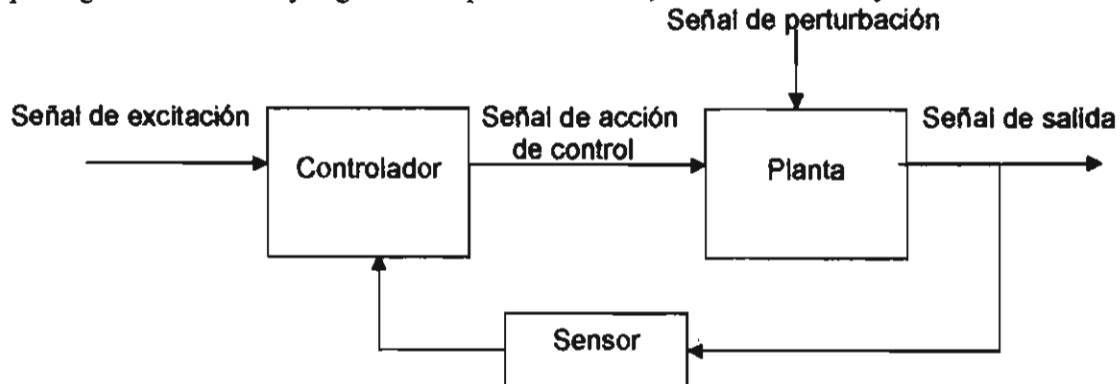 Señal de perturbación
Señal de excitación
Controlador
Señal de acción
de control
Planta
Señal de salida
Sensor